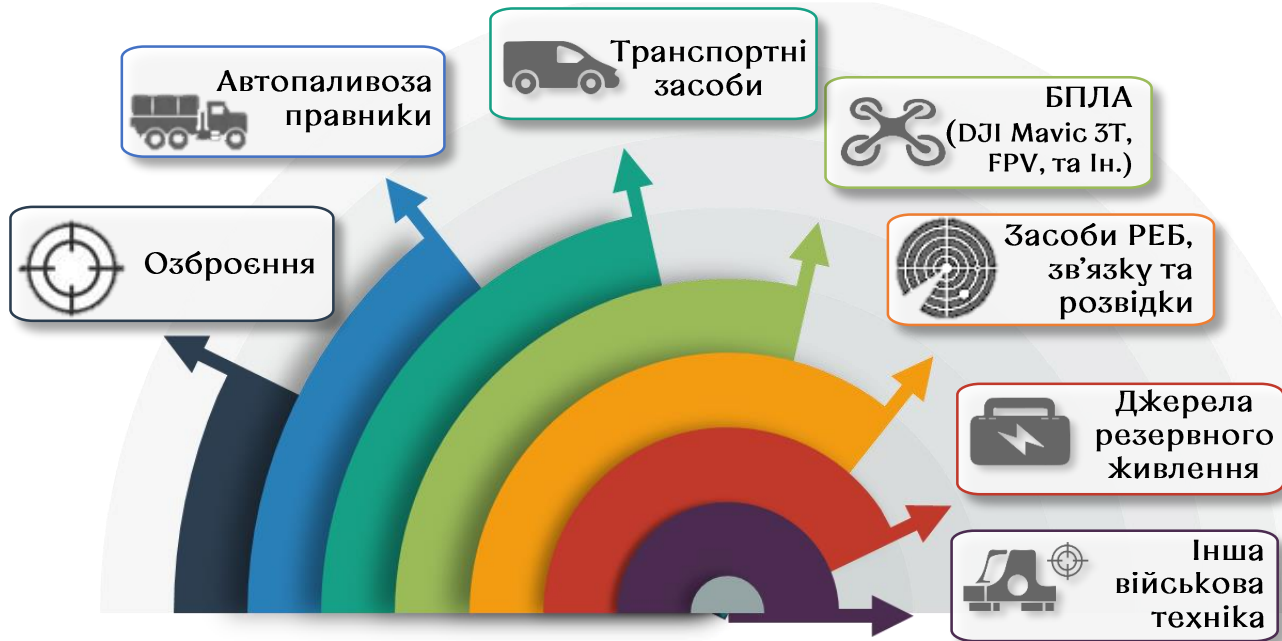 Озброєння
Автопаливоза
правники
Транспортні
засоби
БПЛА
(DJI Mavic 3T,
FPV, та Ін.)
Засоби РЕБ,
зв’язку та
розвідки
Джерела
резервного
живлення
Інша
військова
техніка